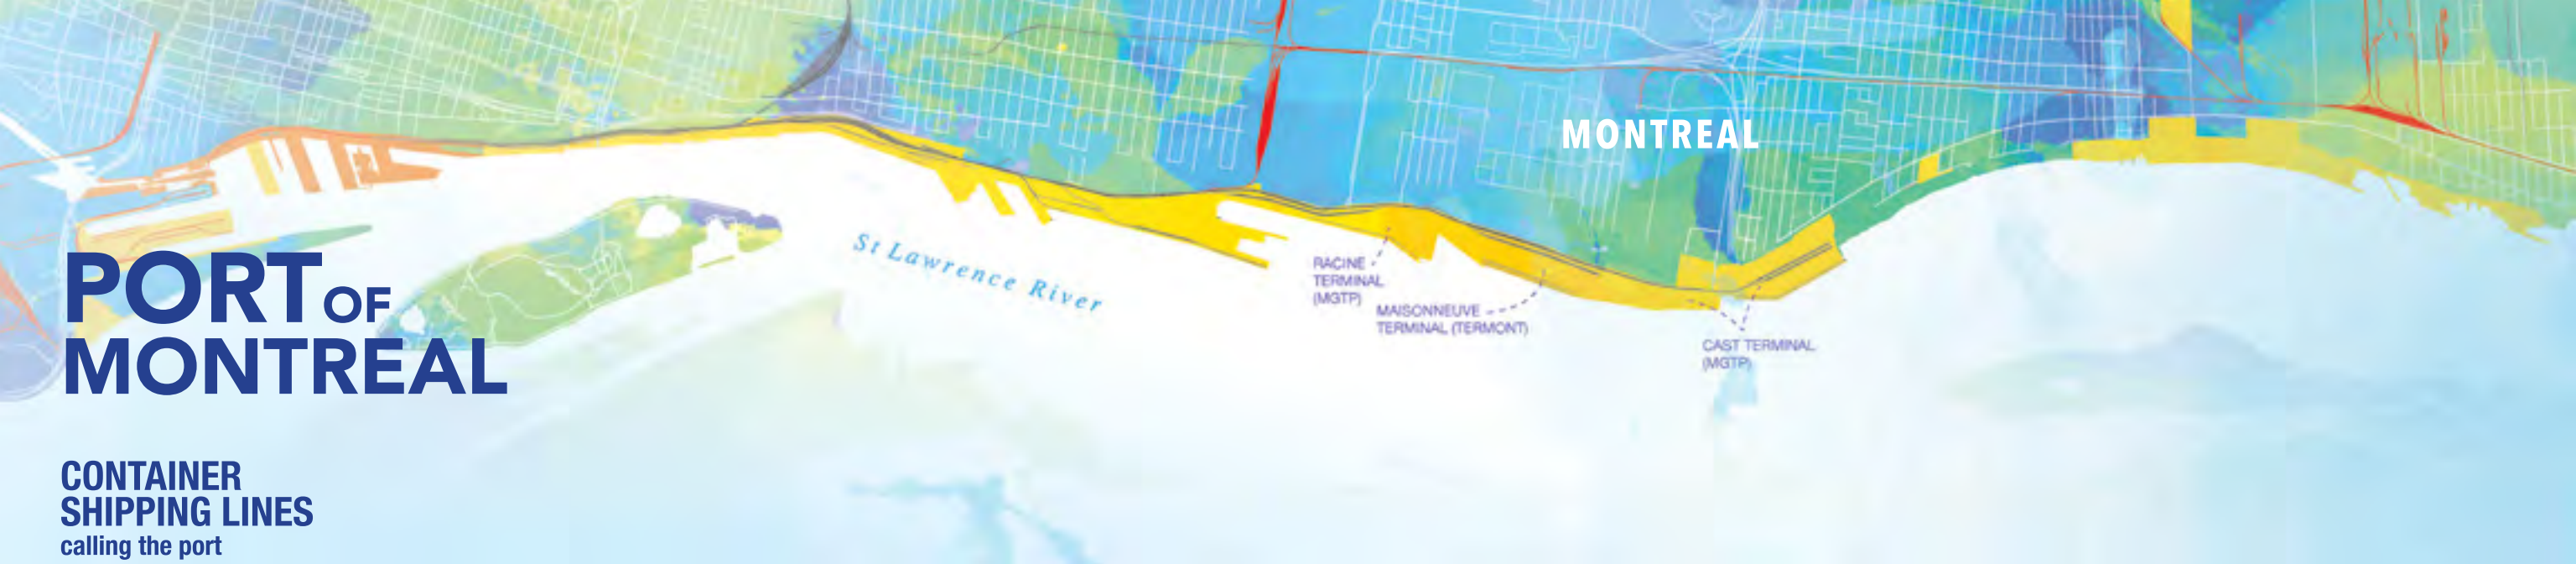 MONTREAL
St Lawrence River
RACINE
TERMINAL
(MGTP)
MAISONNEUVE
TERMINAL (TERMONT)
CAST TERMINAL
(MGTP)
PORT OF
MONTREAL
CONTAINER
SHIPPING LINES
calling the port